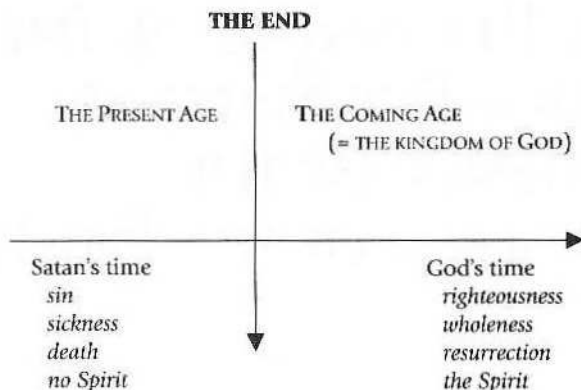 THE END
THE PRESENT AGE
THE COMING AGE
(= THE KINGDOM OF GOD)
Satan's time
sin
sickness
death
no Spirit
God's time
righteousness
wholeness
resurrection
the Spirit